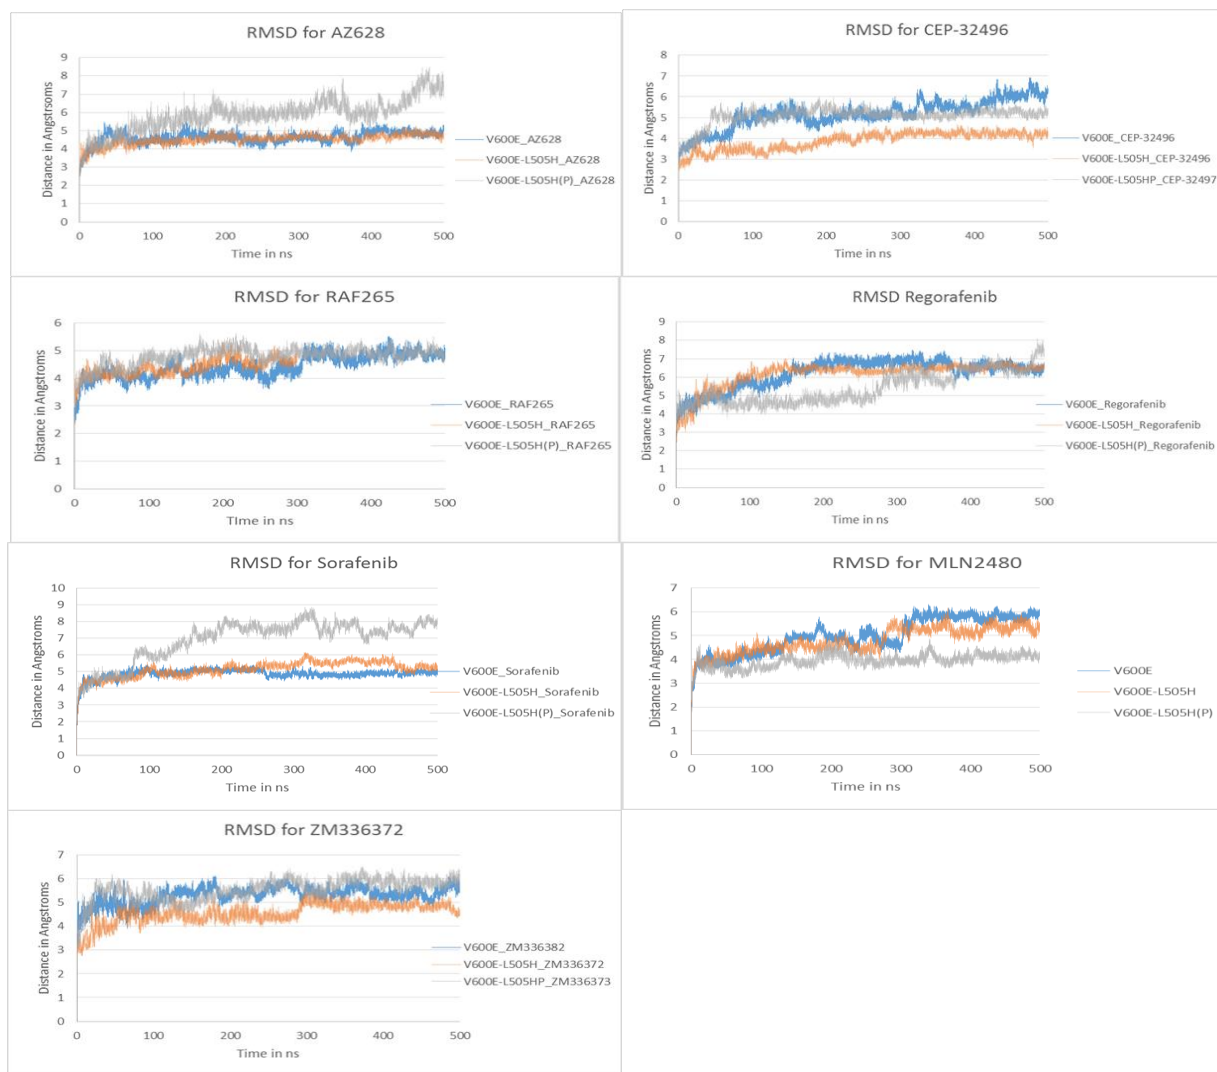 RMSD for AZ628
Distance in Angstrsoms
9
8
7
6
5
4
3
2
1
0
0 100 200 300 400 500
Time in ns
V600E_AZ628
V600E-L505H_AZ628
V600E-L505H(P)_AZ628
RMSD for CEP-32496
Distance in Angstroms
8
7
6
5
4
3
2
1
0
0 100 200 300 400 500
Time in ns
V600E_CEP-32496
V600E-L505H_CEP-32496
V600E-L505HP_CEP-32497
RMSD for RAF265
Distance in Angstroms
6
5
4
3
2
1
0
0 100 200 300 400 500
TIme in ns
V600E_RAF265
V600E-L505H_RAF265
V600E-L505H(P)_RAF265
RMSD Regorafenib
Distance in Angstroms
9
8
7
6
5
4
3
2
1
0
0 100 200 300 400 500
Time in ns
V600E_Regorafenib
V600E-L505H_Regorafenib
V600E-L505H(P)_Regorafenib
RMSD for Sorafenib
Distance in Angstroms
10
9
8
7
6
5
4
3
2
1
0
0 100 200 300 400 500
Time in ns
V600E_Sorafenib
V600E-L505H_Sorafenib
V600E-L505H(P)_Sorafenib
RMSD for MLN2480
Distance in Angstroms
7
6
5
4
3
2
1
0
0 100 200 300 400 500
Time in ns
V600E
V600E-L505H
V600E-L505H(P)
RMSD for ZM336372
Distance in Angstroms
7
6
5
4
3
2
1
0
0 100 200 300 400 500
Time in ns
V600E_ZM336382
V600E-L505H_ZM336372
V600E-L505HP_ZM336373